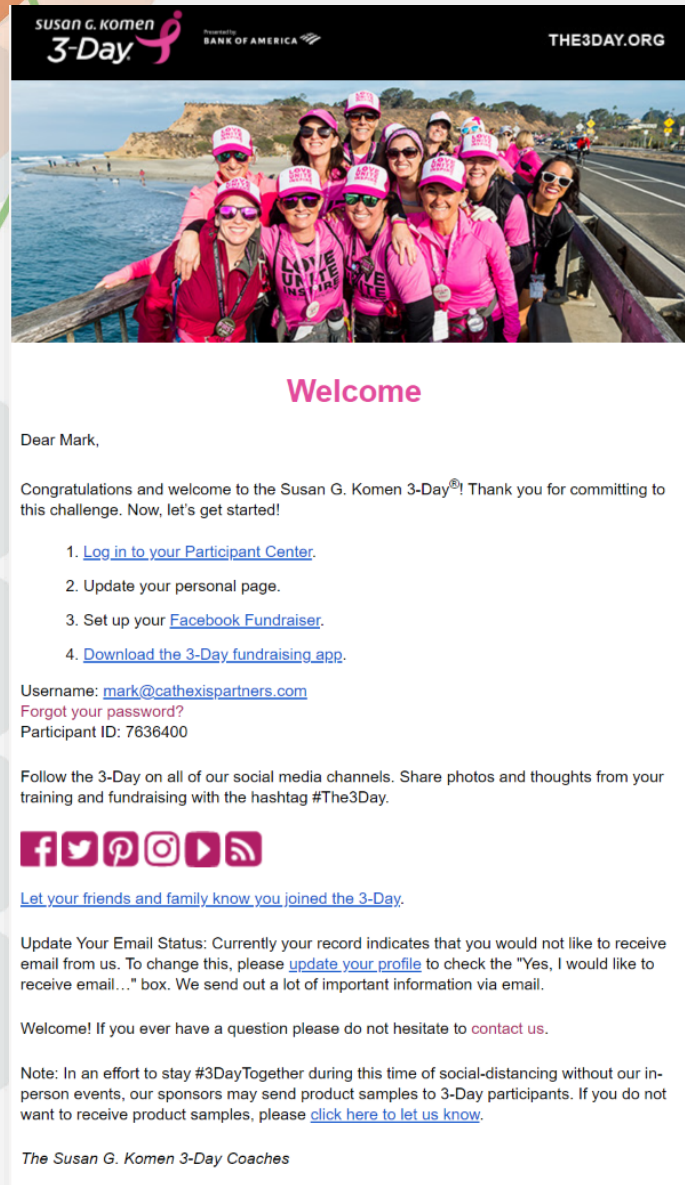 susan g. komen
3-Day
Presented by
BANK OF AMERICA
THE3DAY.ORG
LOVE
UNITE
INSPIRE
Welcome
Dear Mark,
Congratulations and welcome to the Susan G. Komen 3-Day®! Thank you for committing to
this challenge. Now, let’s get started!
1. Log in to your Participant Center.
2. Update your personal page.
3. Set up your Facebook Fundraiser.
4. Download the 3-Day fundraising app.
Username: mark@cathexispartners.com
Forgot your password?
Participant ID: 7636400
Follow the 3-Day on all of our social media channels. Share photos and thoughts from your
training and fundraising with the hashtag #The3Day.
Let your friends and family know you joined the 3-Day.
Update Your Email Status: Currently your record indicates that you would not like to receive
email from us. To change this, please update your profile to check the "Yes, I would like to
receive email…" box. We send out a lot of important information via email.
Welcome! If you ever have a question please do not hesitate to contact us.
Note: In an effort to stay #3DayTogether during this time of social-distancing without our in-
person events, our sponsors may send product samples to 3-Day participants. If you do not
want to receive product samples, please click here to let us know.
The Susan G. Komen 3-Day Coaches